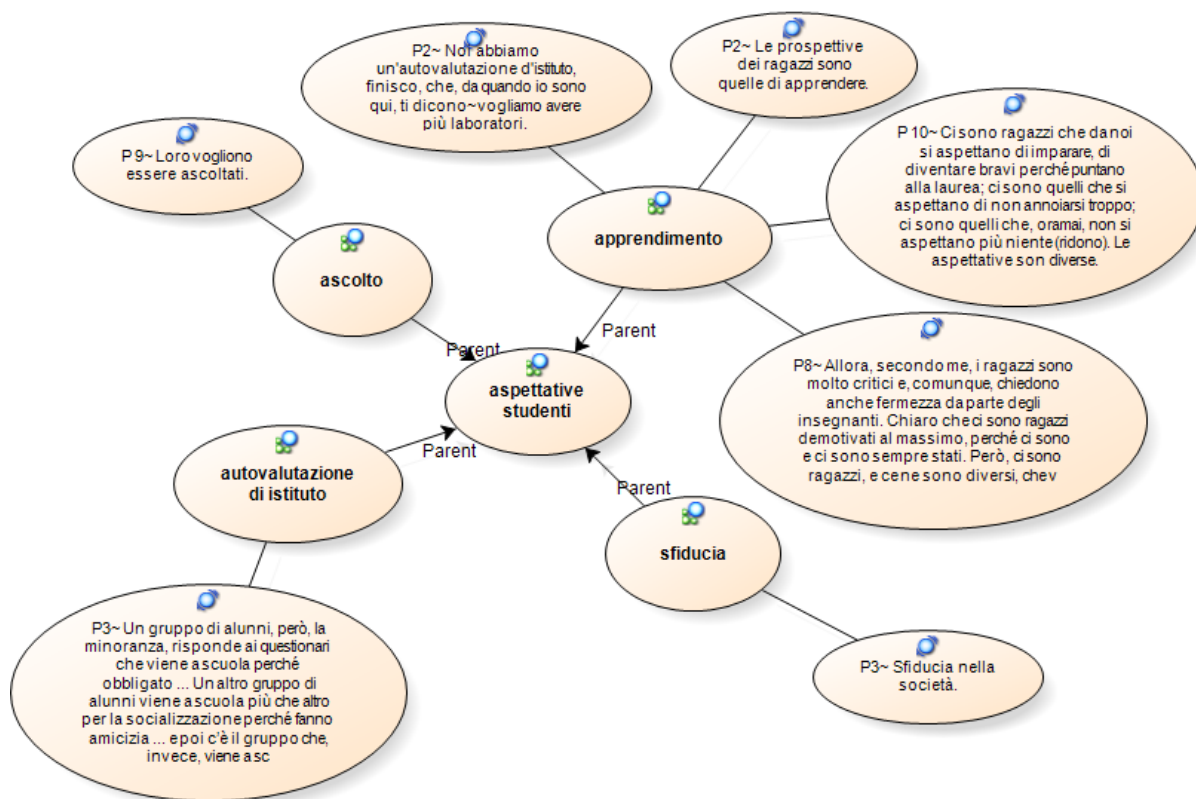 P2~ Noi abbiamo
un'autovalutazione d'istituto,
finisco, che, da quando io sono
qui, ti dicono~vogliamo avere
più laboratori.
P2~ Le prospettive
dei ragazzi sono
quelle di apprendere.
P 9~ Loro vogliono
essere ascoltati.
P 10~ Ci sono ragazzi che da noi
si aspettano di imparare, di
diventare bravi perché puntano
alla laurea; ci sono quelli che si
aspettano di non annoiarsi troppo;
ci sono quelli che, oramai, non si
aspettano più niente (ridono). Le
aspettative son diverse.
apprendimento
ascolto
Parent
Parent
aspettative
studenti
P8~ Allora, secondo me, i ragazzi sono
molto critici e, comunque, chiedono
anche fermezza da parte degli
insegnanti. Chiaro che ci sono ragazzi
demotivati al massimo, perché ci sono
e ci sono sempre stati. Però, ci sono
ragazzi, e ce ne sono diversi, che v
Parent
autovalutazione
di istituto
Parent
sfiducia
P3~ Un gruppo di alunni, però, la
minoranza, risponde ai questionari
che viene a scuola perché
obbligato ... Un altro gruppo di
alunni viene a scuola più che altro
per la socializzazione perché fanno
amicizia ... e poi c'è il gruppo che,
invece, viene a sc
P3~ Sfiducia nella
società.